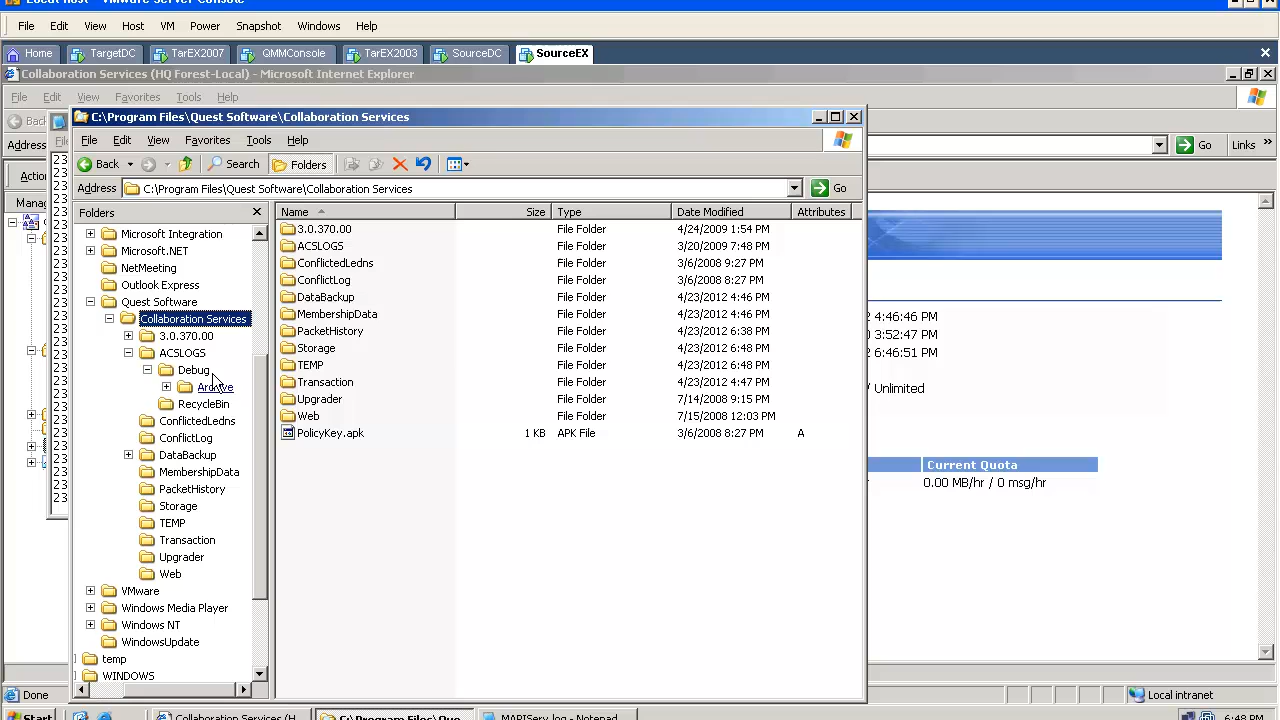 Local host - VMware Server Console
File Edit View Host VM Power Snapshot Windows Help
Home TargetDC TarEX2007 QMMConsole TarEX2003 SourceDC SourceEX
Collaboration Services (HQ Forest-Local) - Microsoft Internet Explorer
File Edit View Favorites Tools Help
Back
Address Go Links »
Action
C:\Program Files\Quest Software\Collaboration Services
File Edit View Favorites Tools Help
Back Search Folders
Address C:\Program Files\Quest Software\Collaboration Services Go
Folders
Microsoft Integration
Microsoft.NET
NetMeeting
Outlook Express
Quest Software
Collaboration Services
3.0.370.00
ACSLOGS
Debug
Archive
RecycleBin
ConflictedLedns
ConflictLog
DataBackup
MembershipData
PacketHistory
Storage
TEMP
Transaction
Upgrader
Web
VMware
Windows Media Player
Windows NT
WindowsUpdate
temp
WINDOWS
Name Size Type Date Modified Attributes
3.0.370.00 File Folder 4/24/2009 1:54 PM
ACSLOGS File Folder 3/20/2009 7:48 PM
ConflictedLedns File Folder 3/6/2008 9:27 PM
ConflictLog File Folder 3/6/2008 8:27 PM
DataBackup File Folder 4/23/2012 4:46 PM
MembershipData File Folder 4/23/2012 4:46 PM
PacketHistory File Folder 4/23/2012 6:38 PM
Storage File Folder 4/23/2012 6:48 PM
TEMP File Folder 4/23/2012 6:48 PM
Transaction File Folder 4/23/2012 4:47 PM
Upgrader File Folder 7/14/2008 9:15 PM
Web File Folder 7/15/2008 12:03 PM
PolicyKey.apk 1 KB APK File 3/6/2008 8:27 PM A
2 4:46:46 PM
0 3:52:47 PM
2 6:46:51 PM
/ Unlimited
Current Quota
0.00 MB/hr / 0 msg/hr
Done Local intranet
Start Collaboration Services (H... C:\Program Files\Que... MAPIServ.log - Notepad 6:48 PM